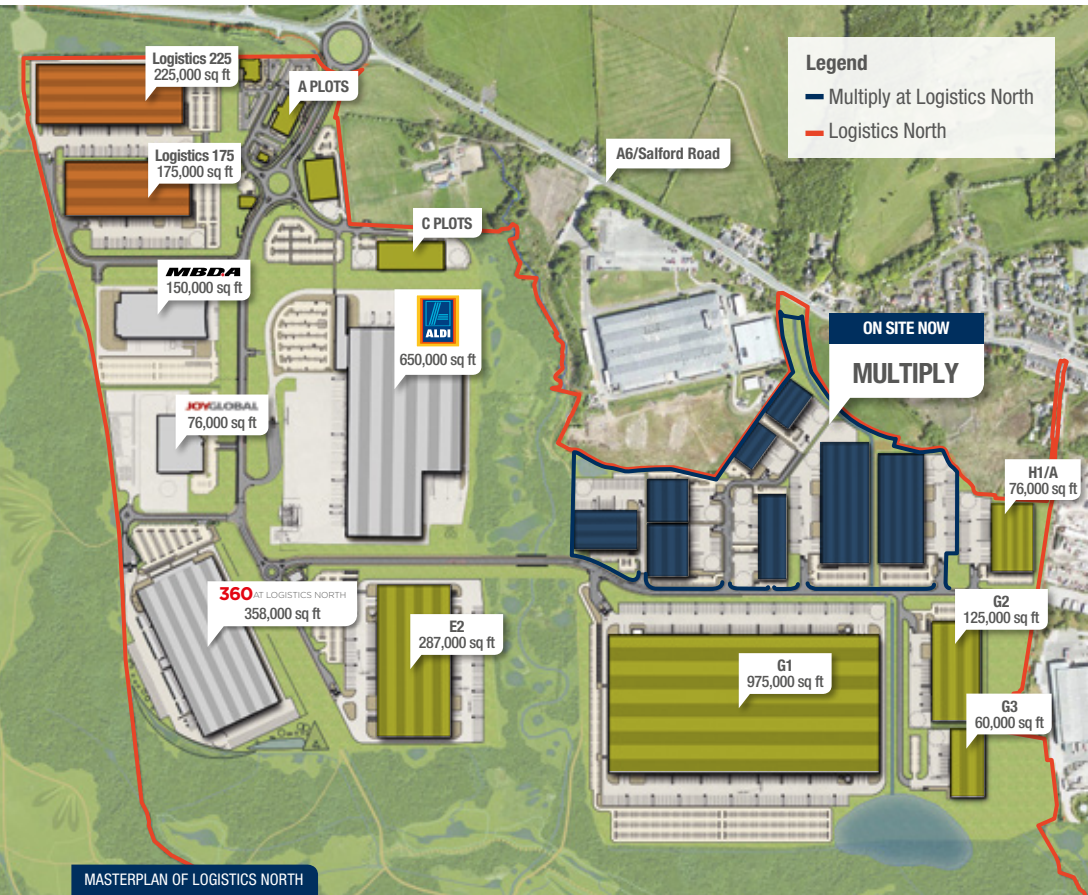 Logistics 225
225,000 sq ft
A PLOTS
Legend
Multiply at Logistics North
Logistics North
A6/Salford Road
Logistics 175
175,000 sq ft
C PLOTS
MBDA
150,000 sq ft
ALDI
650,000 sq ft
ON SITE NOW
MULTIPLY
JOYGLOBAL
76,000 sq ft
H1/A
76,000 sq ft
360 AT LOGISTICS NORTH
358,000 sq ft
E2
287,000 sq ft
G2
125,000 sq ft
G1
975,000 sq ft
G3
60,000 sq ft
MASTERPLAN OF LOGISTICS NORTH